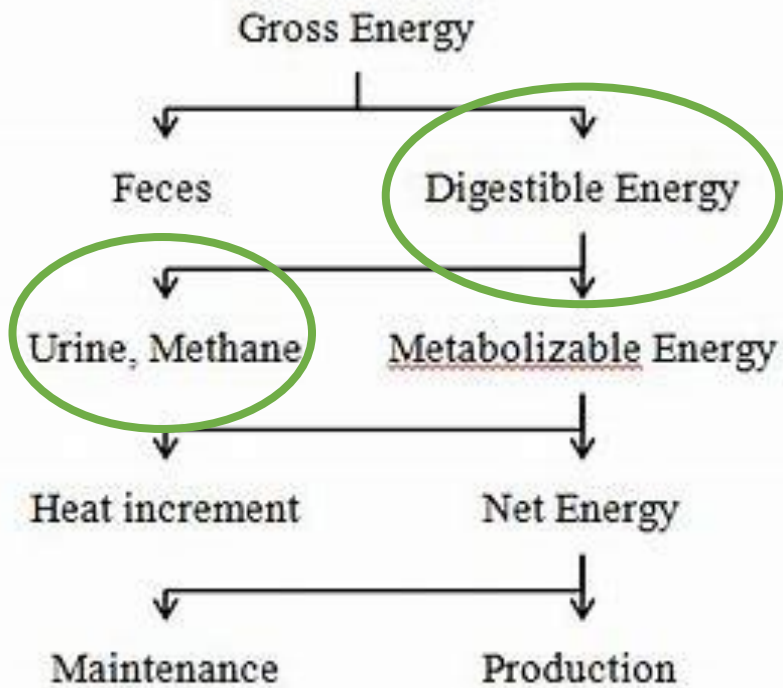 Gross Energy
Feces Digestible Energy
Urine, Methane Metabolizable Energy
Heat increment Net Energy
Maintenance Production